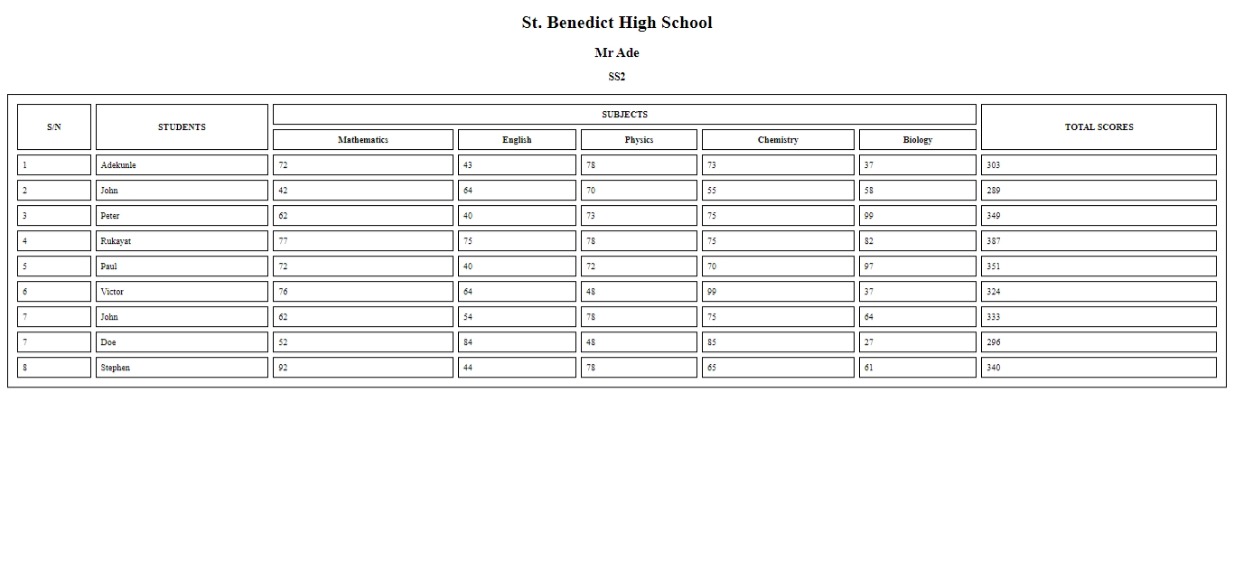 St. Benedict High School
Mr Ade
SS2
S/N STUDENTS SUBJECTS TOTAL SCORES
Mathematics English Physics Chemistry Biology
1 Adekunle 72 43 78 73 37 303
2 John 42 64 70 55 58 289
3 Peter 62 40 73 75 99 349
4 Rukayat 77 75 78 75 82 387
5 Paul 72 40 72 70 97 351
6 Victor 76 64 48 99 37 324
7 John 62 54 78 75 64 333
7 Doe 52 84 48 85 27 296
8 Stephen 92 44 78 65 61 340